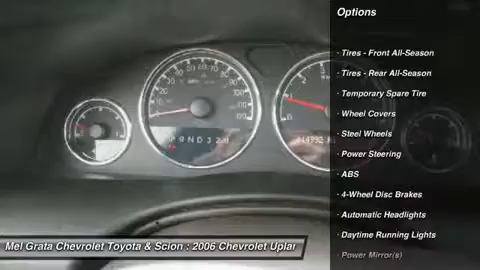 Options
· Tires - Front All-Season
· Tires - Rear All-Season
· Temporary Spare Tire
· Wheel Covers
· Steel Wheels
· Power Steering
· ABS
· 4-Wheel Disc Brakes
· Automatic Headlights
· Daytime Running Lights
· Power Mirror(s)
P R N D 3 2
Mel Grata Chevrolet Toyota & Scion : 2006 Chevrolet Uplar